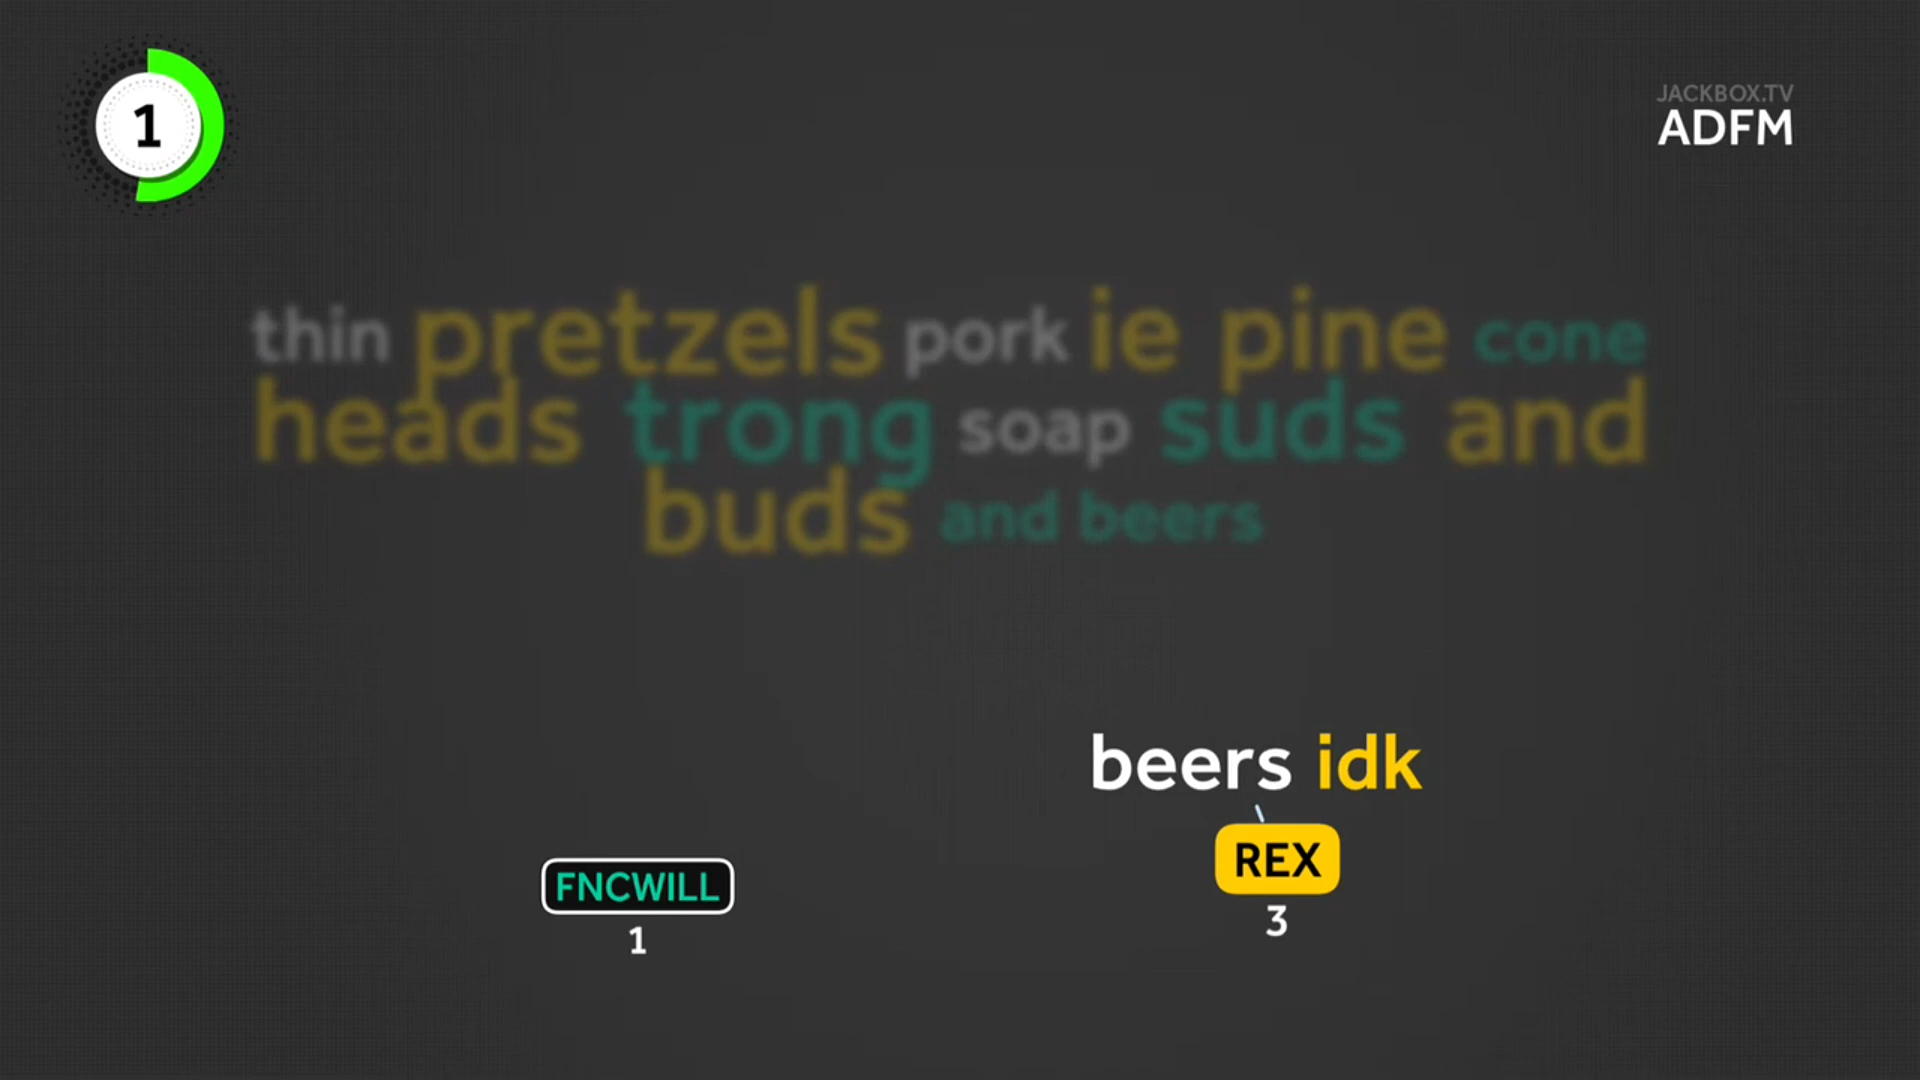 1
JACKBOX.TV
ADFM
thin pretzels pork ie pine cone
heads trong soap suds and
buds and beers
beers idk
FNCWILL
1
REX
3